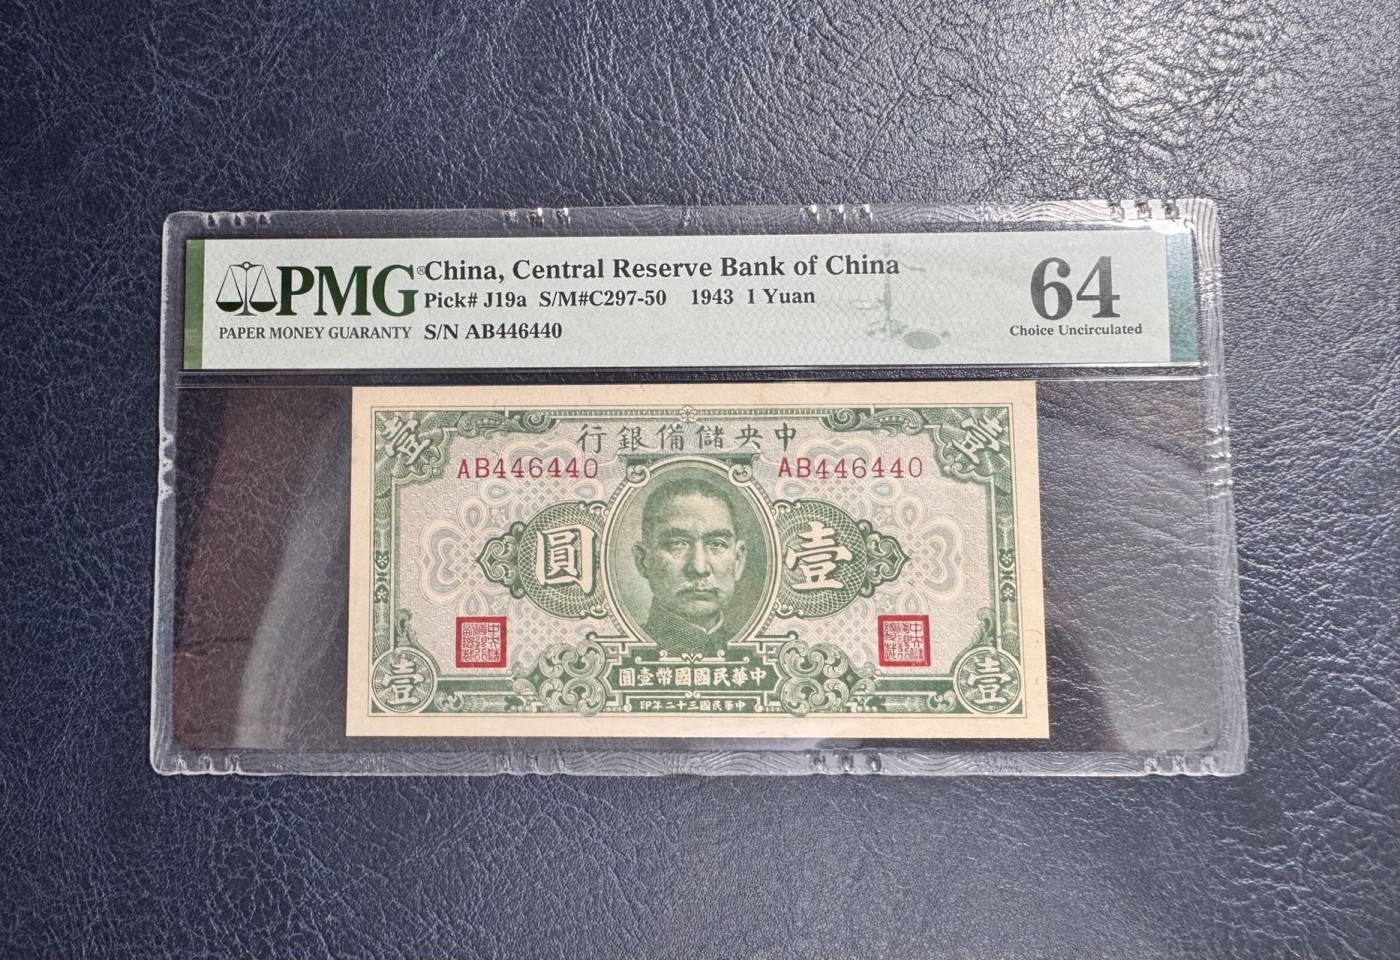 PMG®
PAPER MONEY GUARANTY
China, Central Reserve Bank of China
Pick# J19a S/M#C297-50 1943 1 Yuan
S/N AB446440
64
Choice Uncirculated
壹 壹
行銀備儲央中
AB446440 AB446440
圓 壹
圓壹幣國國民華中
印年二十三國民華中
壹 壹